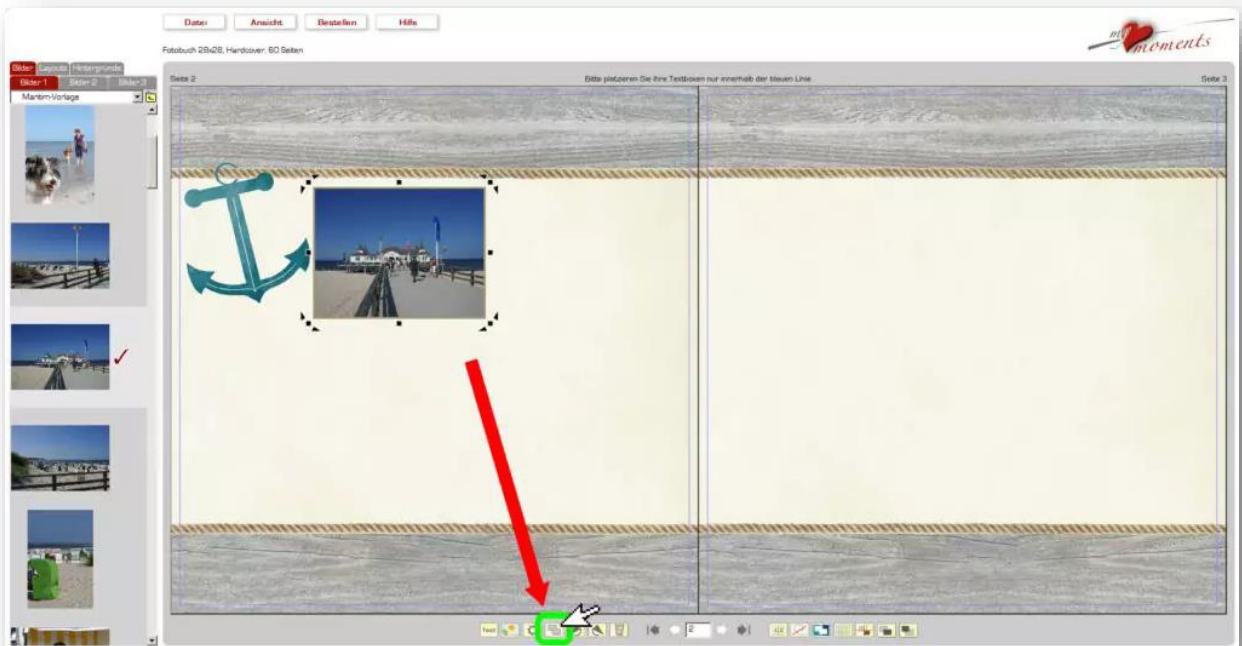 Datei Ansicht Bestellen Hilfe
my moments
Fotobuch 28x28, Hardcover, 60 Seiten
Bilder Layouts Hintergründe
Bilder 1 Bilder 2 Bilder 3
Maritim-Vorlage
Seite 2 Bitte platzieren Sie Ihre Textboxen nur innerhalb der blauen Linie Seite 3
Text 2